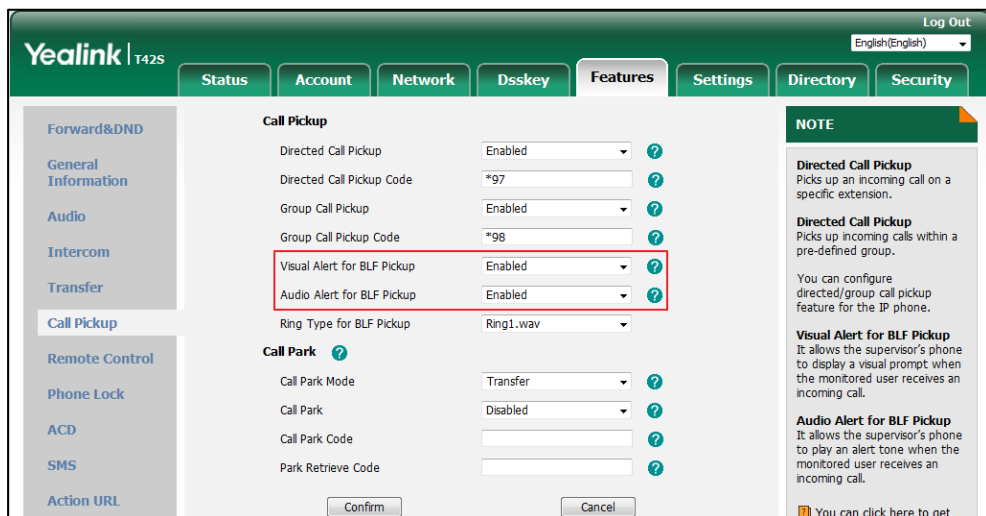 Log Out
English(English)
Yealink T42S
Status Account Network Dsskey Features Settings Directory Security
Forward&DND
General
Information
Audio
Intercom
Transfer
Call Pickup
Remote Control
Phone Lock
ACD
SMS
Action URL
Call Pickup
Directed Call Pickup Enabled
Directed Call Pickup Code *97
Group Call Pickup Enabled
Group Call Pickup Code *98
Visual Alert for BLF Pickup Enabled
Audio Alert for BLF Pickup Enabled
Ring Type for BLF Pickup Ring1.wav
Call Park
Call Park Mode Transfer
Call Park Disabled
Call Park Code
Park Retrieve Code
Confirm Cancel
NOTE
Directed Call Pickup
Picks up an incoming call on a
specific extension.
Directed Call Pickup
Picks up incoming calls within a
pre-defined group.
You can configure
directed/group call pickup
feature for the IP phone.
Visual Alert for BLF Pickup
It allows the supervisor's phone
to display a visual prompt when
the monitored user receives an
incoming call.
Audio Alert for BLF Pickup
It allows the supervisor's phone
to play an alert tone when the
monitored user receives an
incoming call.
You can click here to get